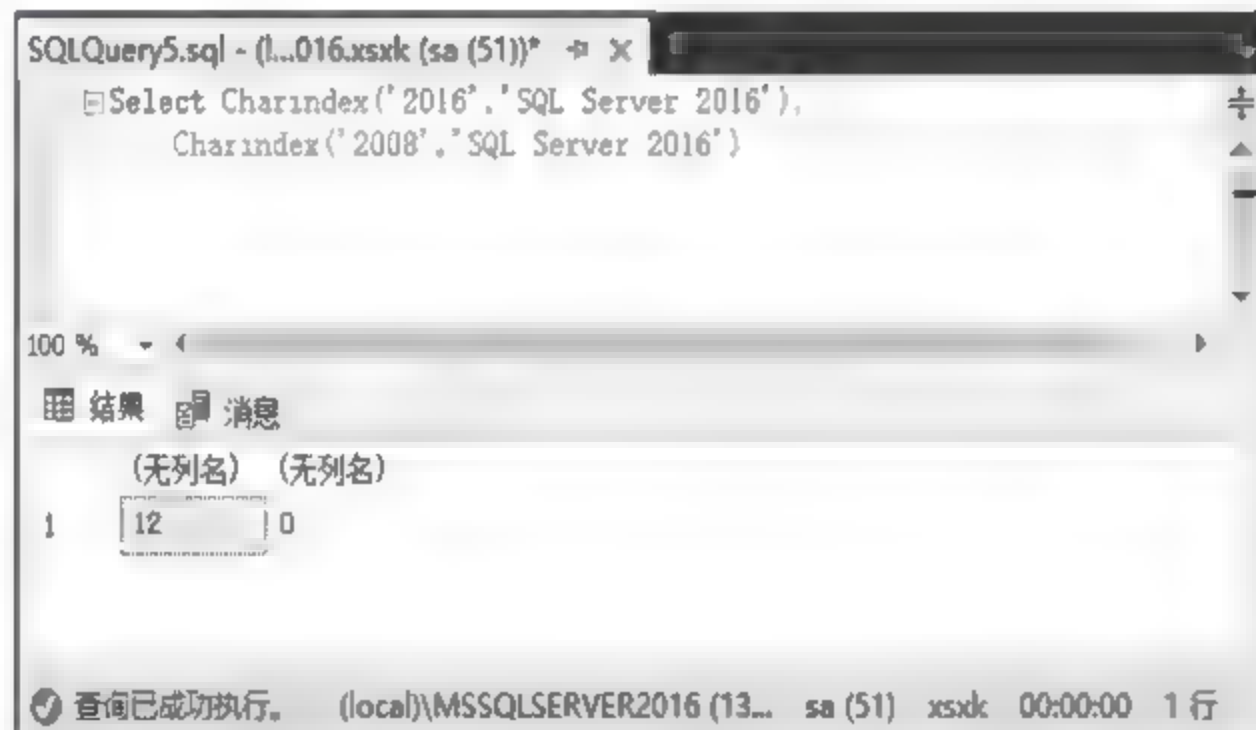 SQLQuery5.sql - (l...016.xsxk (sa (51))* ✕
Select Charindex('2016','SQL Server 2016'),
Charindex('2008','SQL Server 2016')
100 %
结果 消息
(无列名) (无列名)
1 12 0
查询已成功执行。 (local)\MSSQLSERVER2016 (13... sa (51) xsxk 00:00:00 1 行